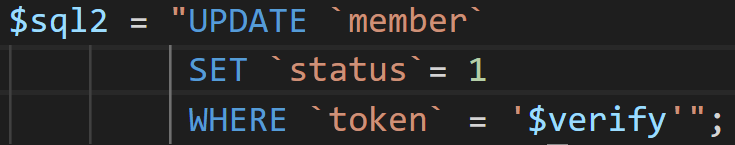 $sql2 = "UPDATE `member`
SET `status`= 1
WHERE `token` = '$verify'";